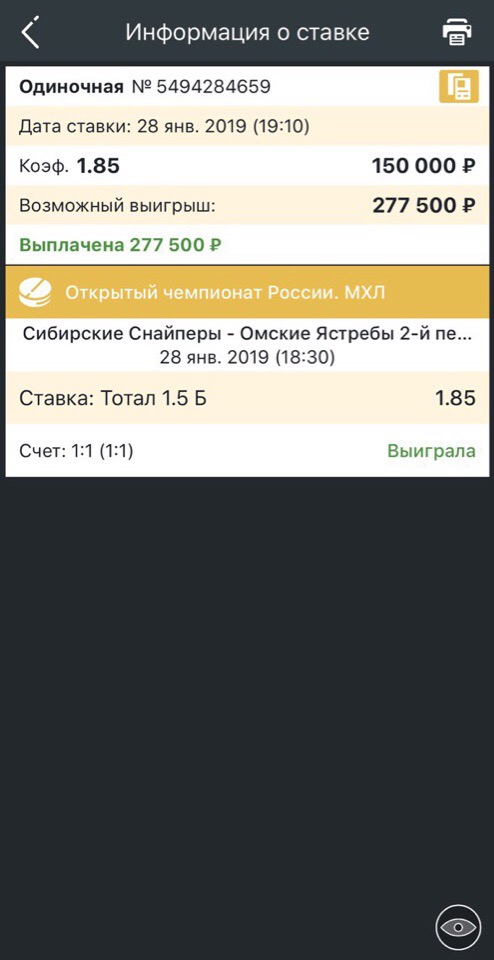 Информация о ставке
Одиночная № 5494284659
Дата ставки: 28 янв. 2019 (19:10)
Коэф. 1.85 150 000 ₽
Возможный выигрыш: 277 500 ₽
Выплачена 277 500 ₽
Открытый чемпионат России. МХЛ
Сибирские Снайперы - Омские Ястребы 2-й пе...
28 янв. 2019 (18:30)
Ставка: Тотал 1.5 Б 1.85
Счет: 1:1 (1:1) Выиграла